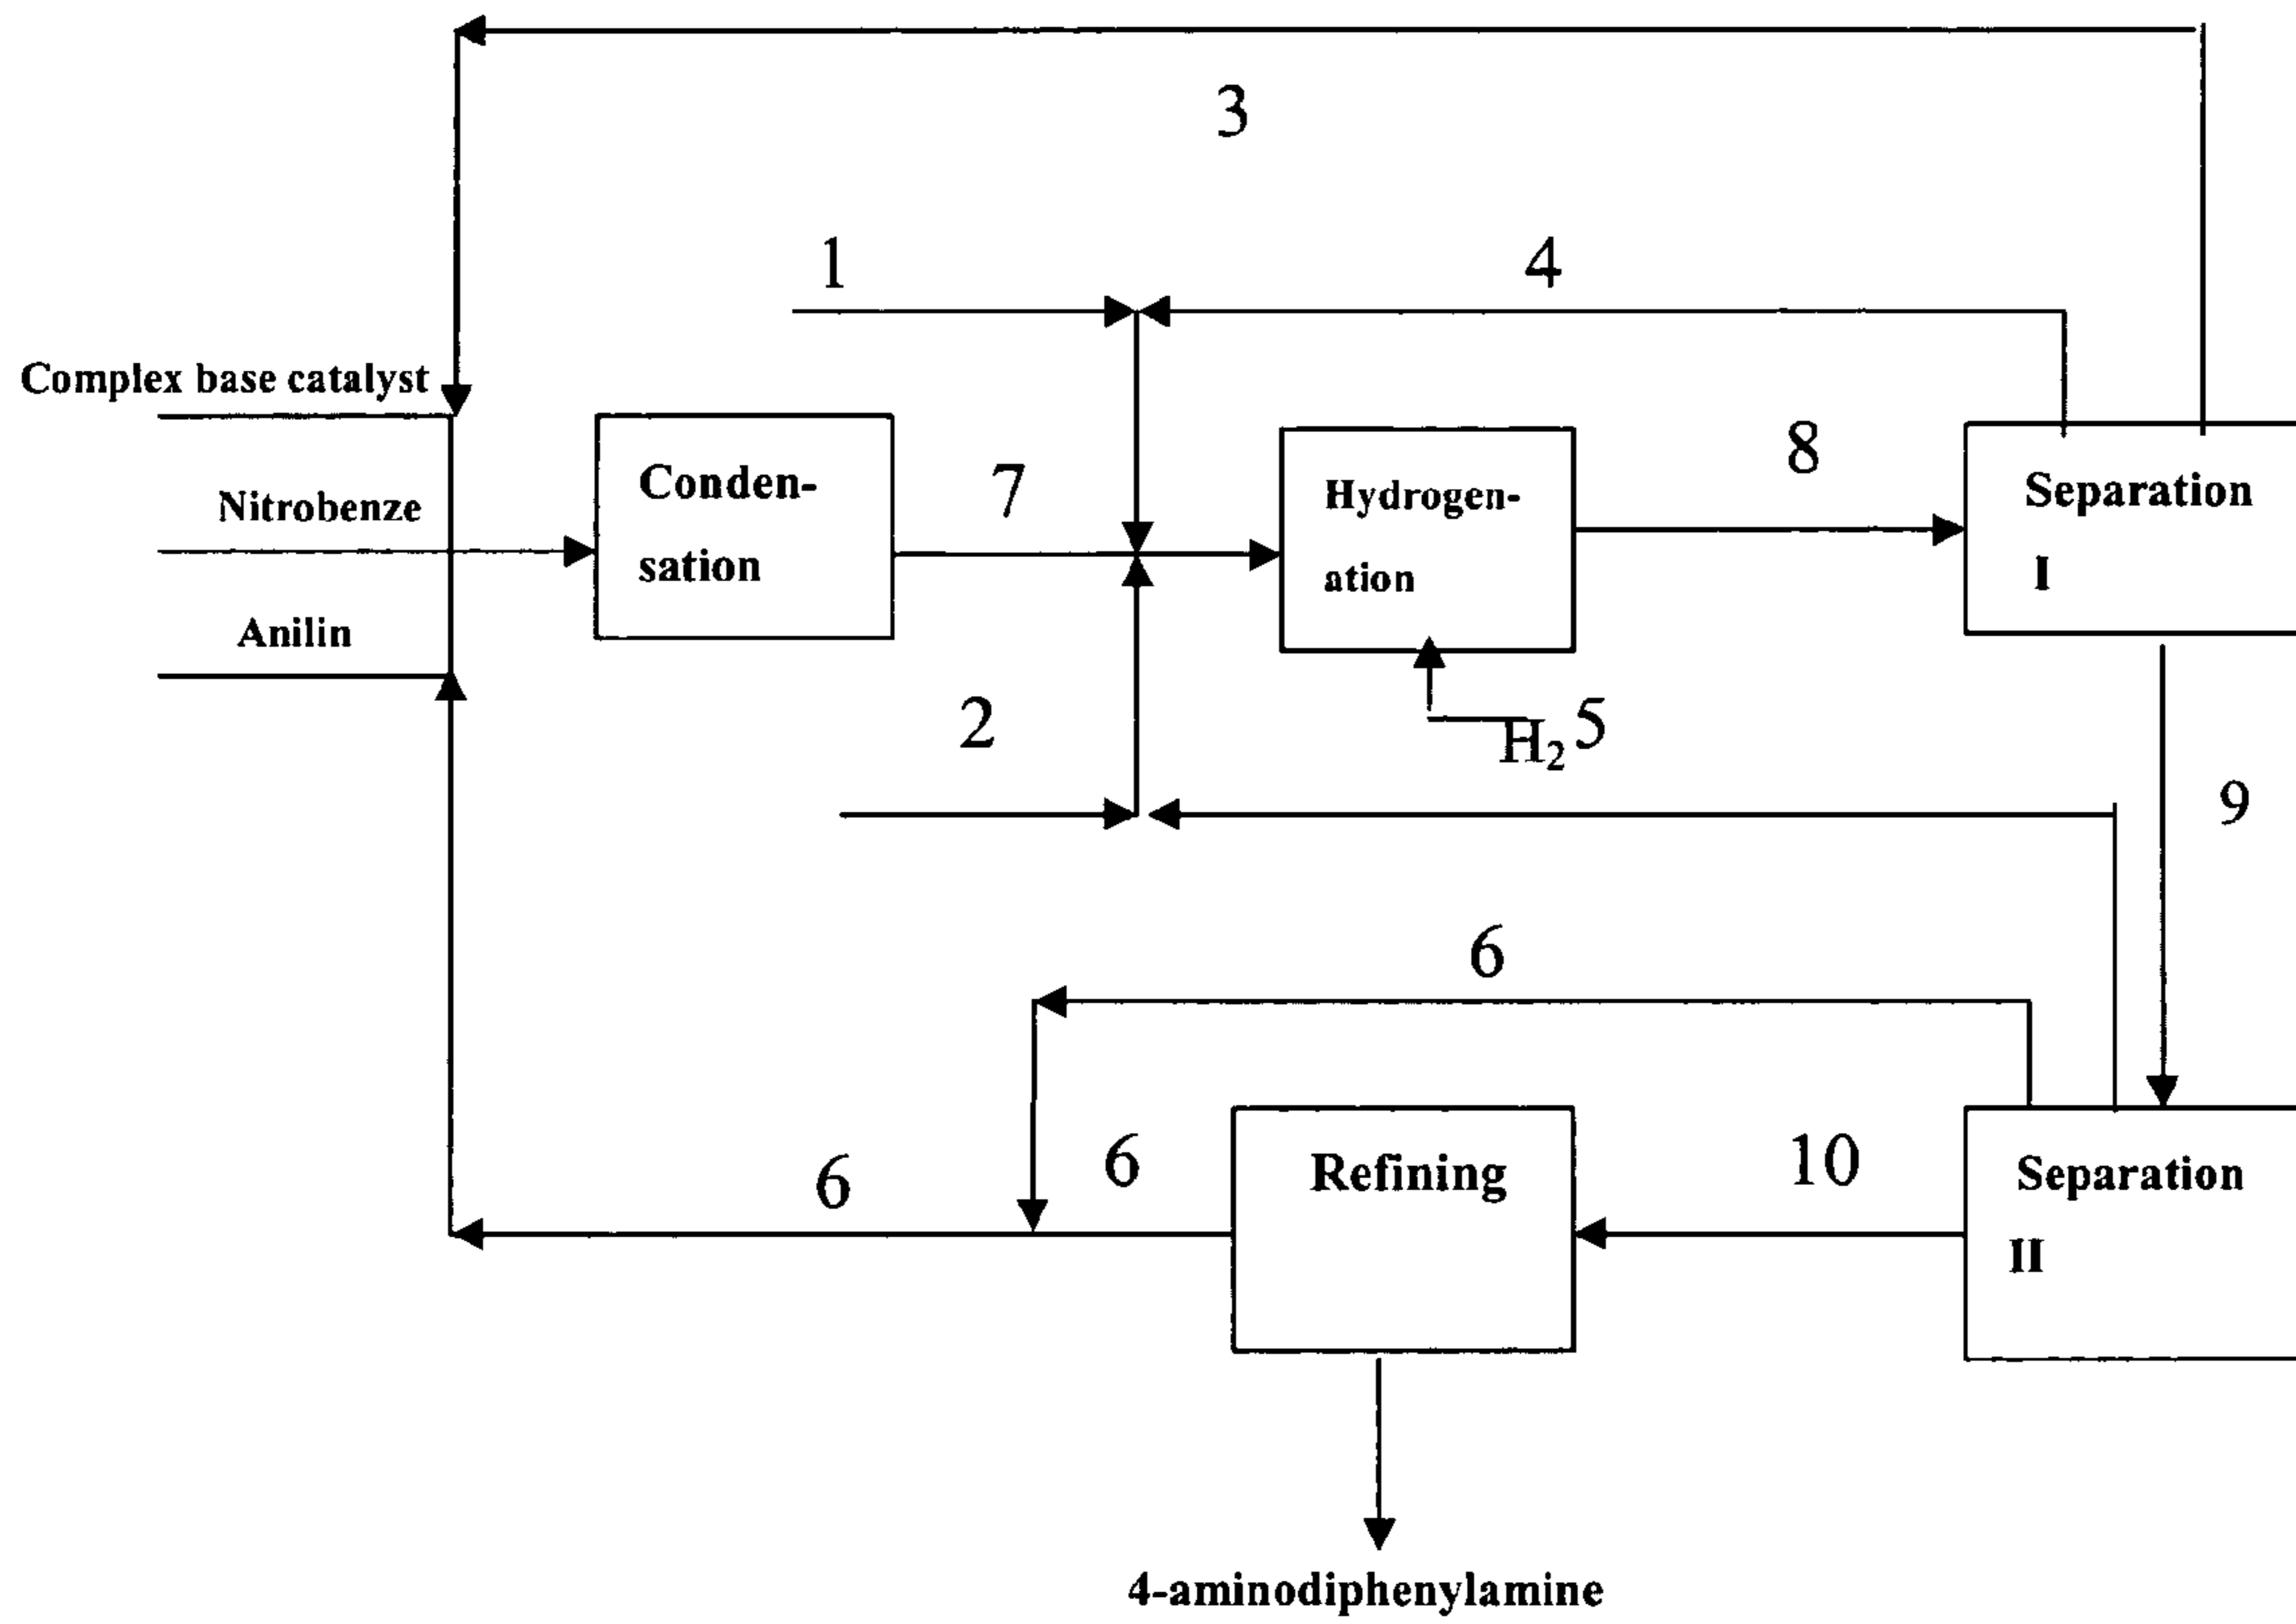 3
1
4
Complex base catalyst
Conden-
sation
7
Hydrogen-
ation
8
Separation
I
Nitrobenze
Anilin
2
H₂ 5
9
6
6
6
Refining
10
Separation
II
4-aminodiphenylamine